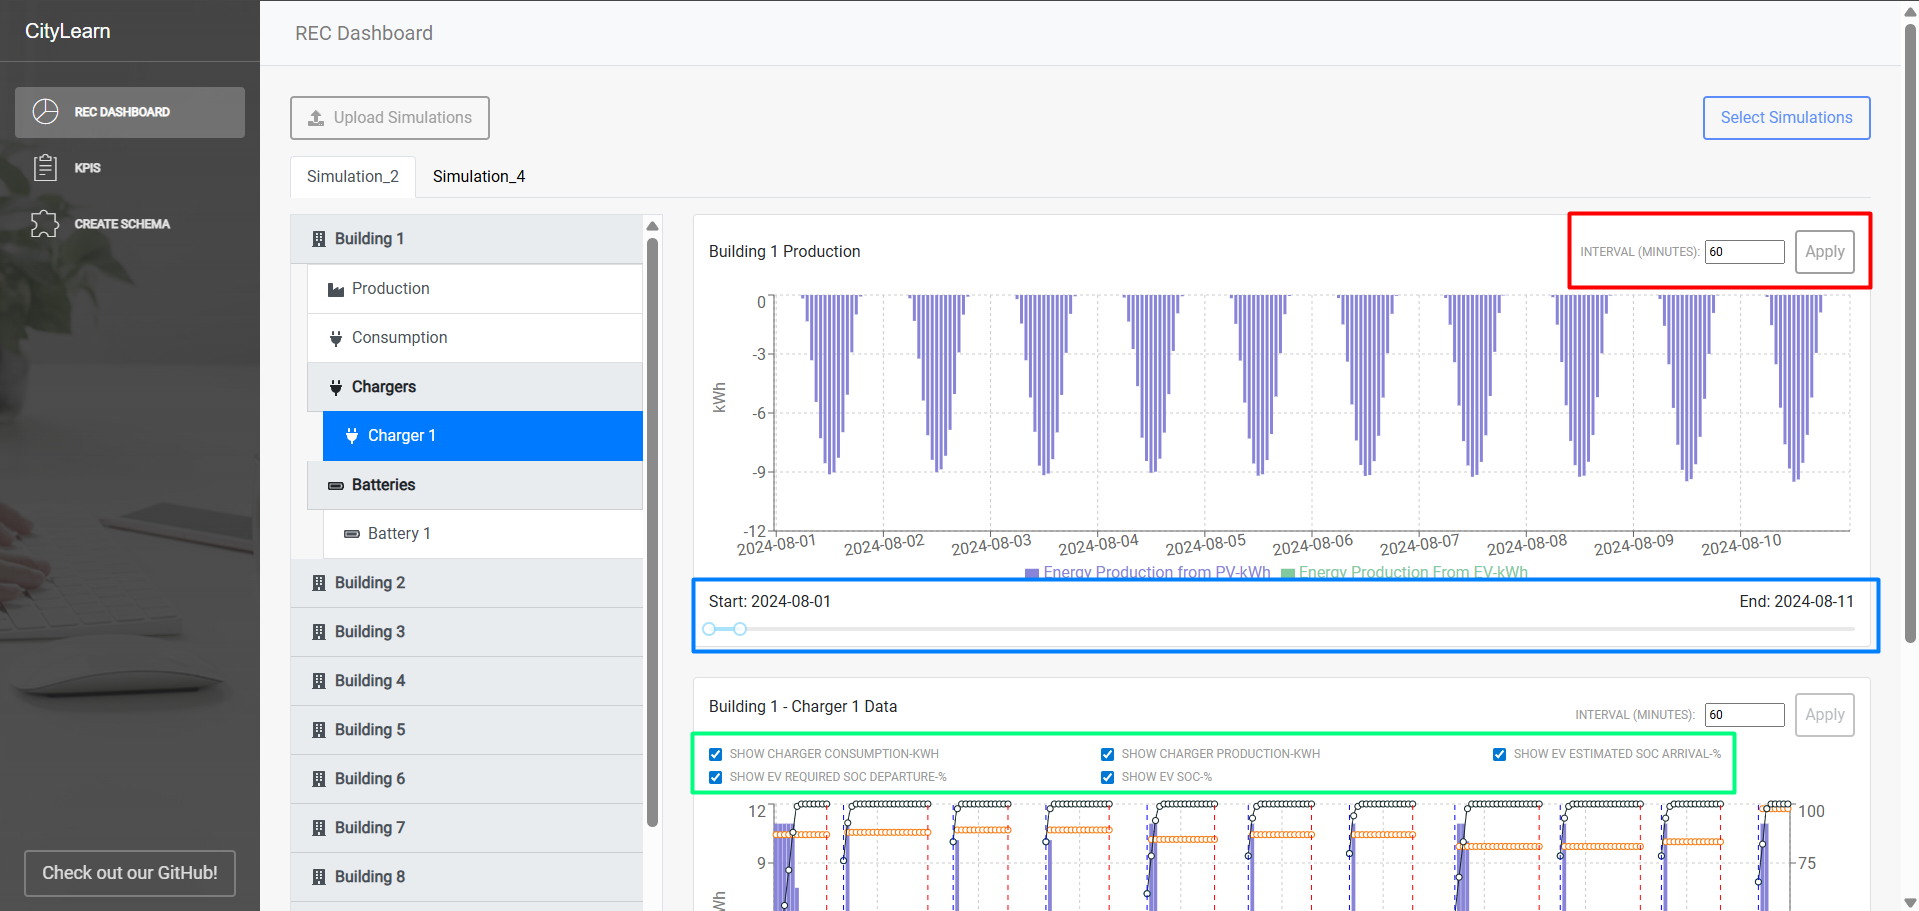 CityLearn
REC DASHBOARD
KPIS
CREATE SCHEMA
Check out our GitHub!
REC Dashboard
Upload Simulations
Select Simulations
Simulation_2
Simulation_4
Building 1
Production
Consumption
Chargers
Charger 1
Batteries
Battery 1
Building 2
Building 3
Building 4
Building 5
Building 6
Building 7
Building 8
Building 1 Production
INTERVAL (MINUTES): 60 Apply
0
-3
-6
-9
-12
kWh
2024-08-01 2024-08-02 2024-08-03 2024-08-04 2024-08-05 2024-08-06 2024-08-07 2024-08-08 2024-08-09 2024-08-10
Energy Production from PV-kWh Energy Production From EV-kWh
Start: 2024-08-01 End: 2024-08-11
Building 1 - Charger 1 Data
INTERVAL (MINUTES): 60 Apply
SHOW CHARGER CONSUMPTION-KWH SHOW CHARGER PRODUCTION-KWH SHOW EV ESTIMATED SOC ARRIVAL-%
SHOW EV REQUIRED SOC DEPARTURE-% SHOW EV SOC-%
12 100
9 75